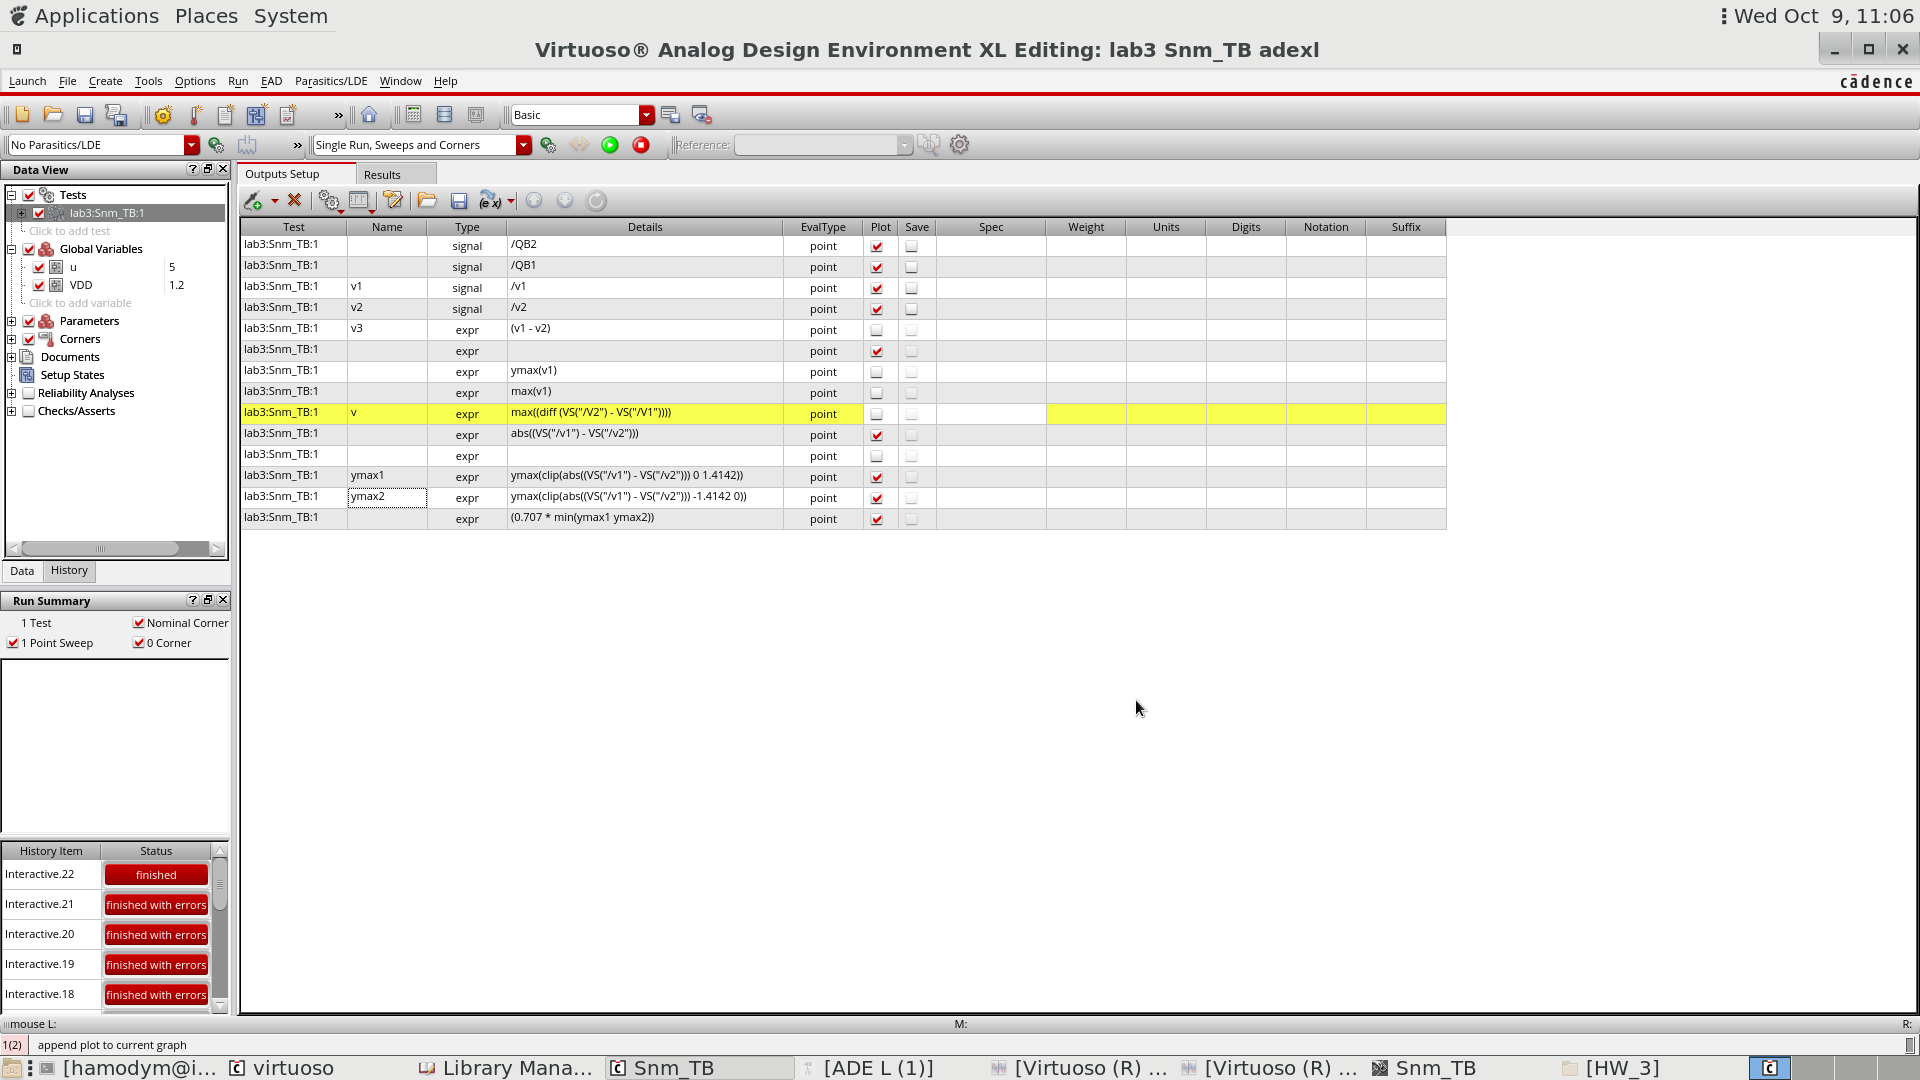 Applications Places System Wed Oct 9, 11:06
Virtuoso® Analog Design Environment XL Editing: lab3 Snm_TB adexl
Launch File Create Tools Options Run EAD Parasitics/LDE Window Help cādence
» Basic
No Parasitics/LDE » Single Run, Sweeps and Corners Reference:
Data View
Tests
lab3:Snm_TB:1
Click to add test
Global Variables
u 5
VDD 1.2
Click to add variable
Parameters
Corners
Documents
Setup States
Reliability Analyses
Checks/Asserts
Data History
Run Summary
1 Test Nominal Corner
1 Point Sweep 0 Corner
History Item Status
Interactive.22 finished
Interactive.21 finished with errors
Interactive.20 finished with errors
Interactive.19 finished with errors
Interactive.18 finished with errors
Outputs Setup Results
Test Name Type Details EvalType Plot Save Spec Weight Units Digits Notation Suffix
lab3:Snm_TB:1 signal /QB2 point
lab3:Snm_TB:1 signal /QB1 point
lab3:Snm_TB:1 v1 signal /v1 point
lab3:Snm_TB:1 v2 signal /v2 point
lab3:Snm_TB:1 v3 expr (v1 - v2) point
lab3:Snm_TB:1 expr point
lab3:Snm_TB:1 expr ymax(v1) point
lab3:Snm_TB:1 expr max(v1) point
lab3:Snm_TB:1 v expr max((diff (VS("/V2") - VS("/V1")))) point
lab3:Snm_TB:1 expr abs((VS("/v1") - VS("/v2"))) point
lab3:Snm_TB:1 expr point
lab3:Snm_TB:1 ymax1 expr ymax(clip(abs((VS("/v1") - VS("/v2"))) 0 1.4142)) point
lab3:Snm_TB:1 ymax2 expr ymax(clip(abs((VS("/v1") - VS("/v2"))) -1.4142 0)) point
lab3:Snm_TB:1 expr (0.707 * min(ymax1 ymax2)) point
mouse L: M: R:
1(2) append plot to current graph
[hamodym@i... virtuoso Library Mana... Snm_TB [ADE L (1)] [Virtuoso (R) ... [Virtuoso (R) ... Snm_TB [HW_3]